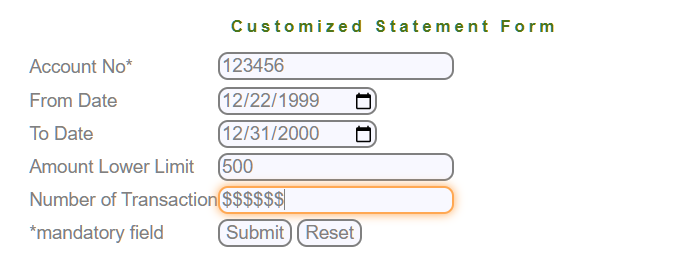 Customized Statement Form
Account No* 123456
From Date 12/22/1999
To Date 12/31/2000
Amount Lower Limit 500
Number of Transaction $$$$$$
*mandatory field Submit Reset